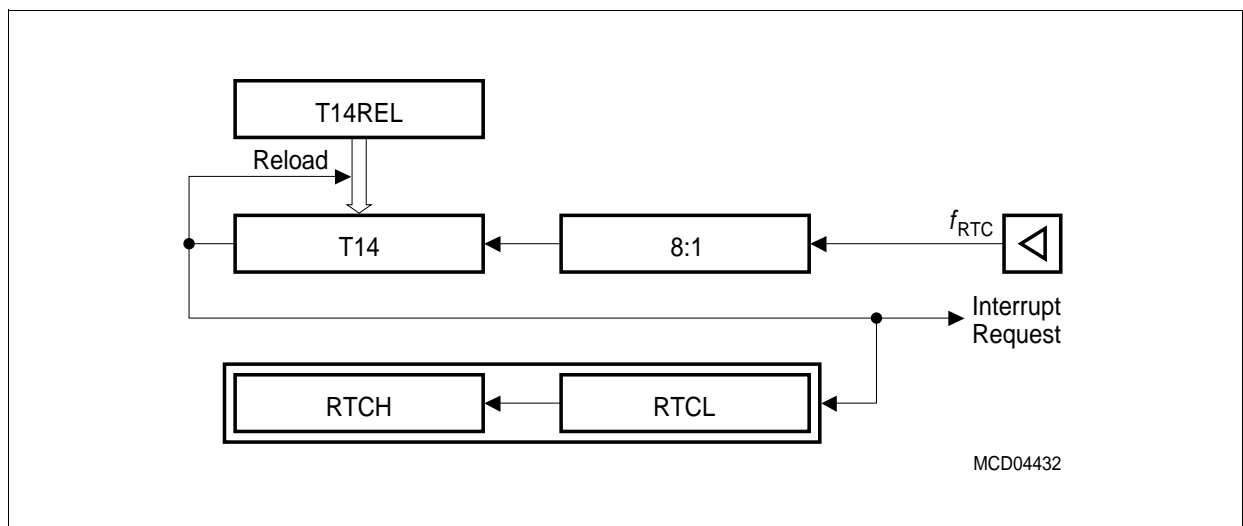 T14REL
Reload
T14
8:1
fRTC
Interrupt
Request
RTCH
RTCL
MCD04432